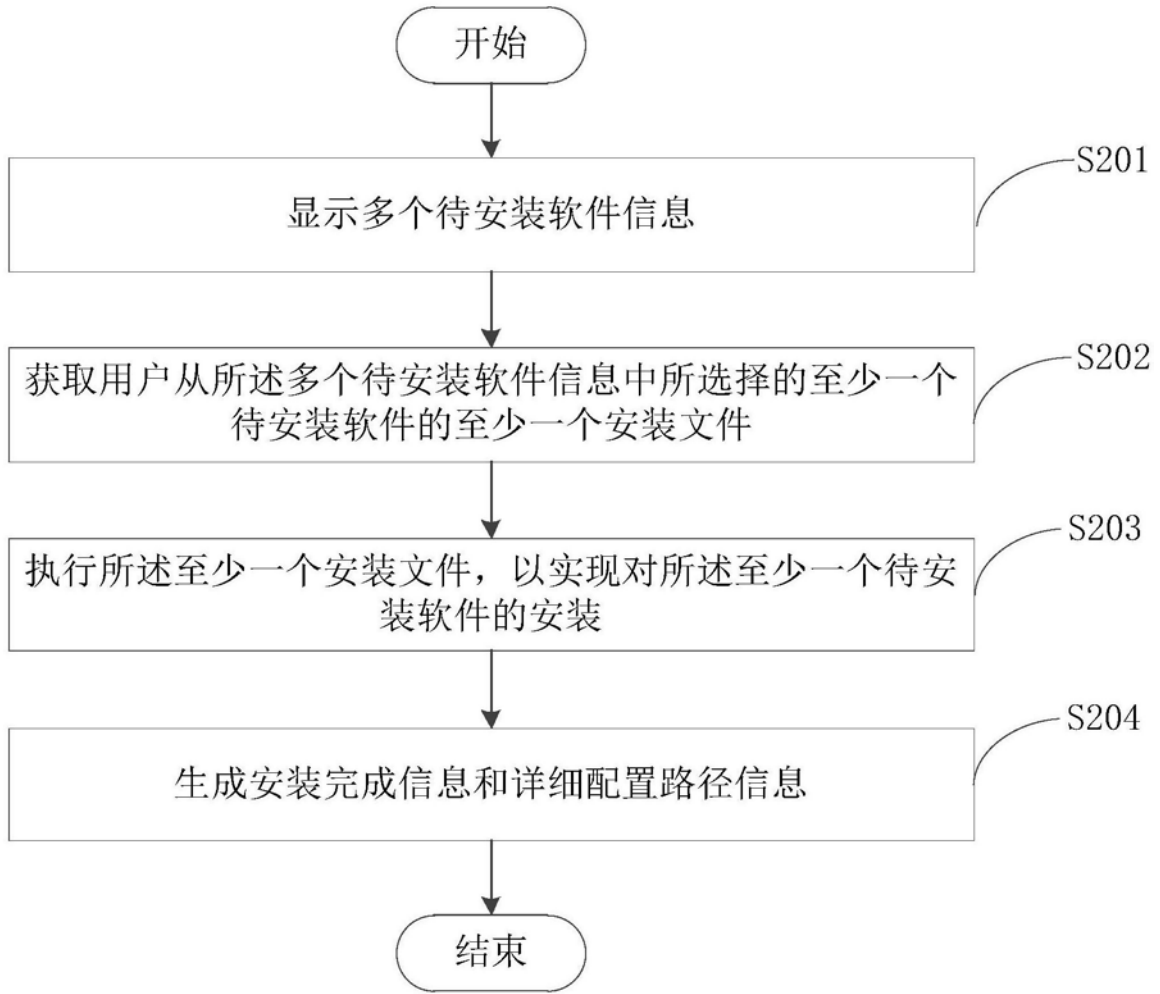 开始
S201
显示多个待安装软件信息
S202
获取用户从所述多个待安装软件信息中所选择的至少一个
待安装软件的至少一个安装文件
S203
执行所述至少一个安装文件，以实现对所述至少一个待安
装软件的安装
S204
生成安装完成信息和详细配置路径信息
结束